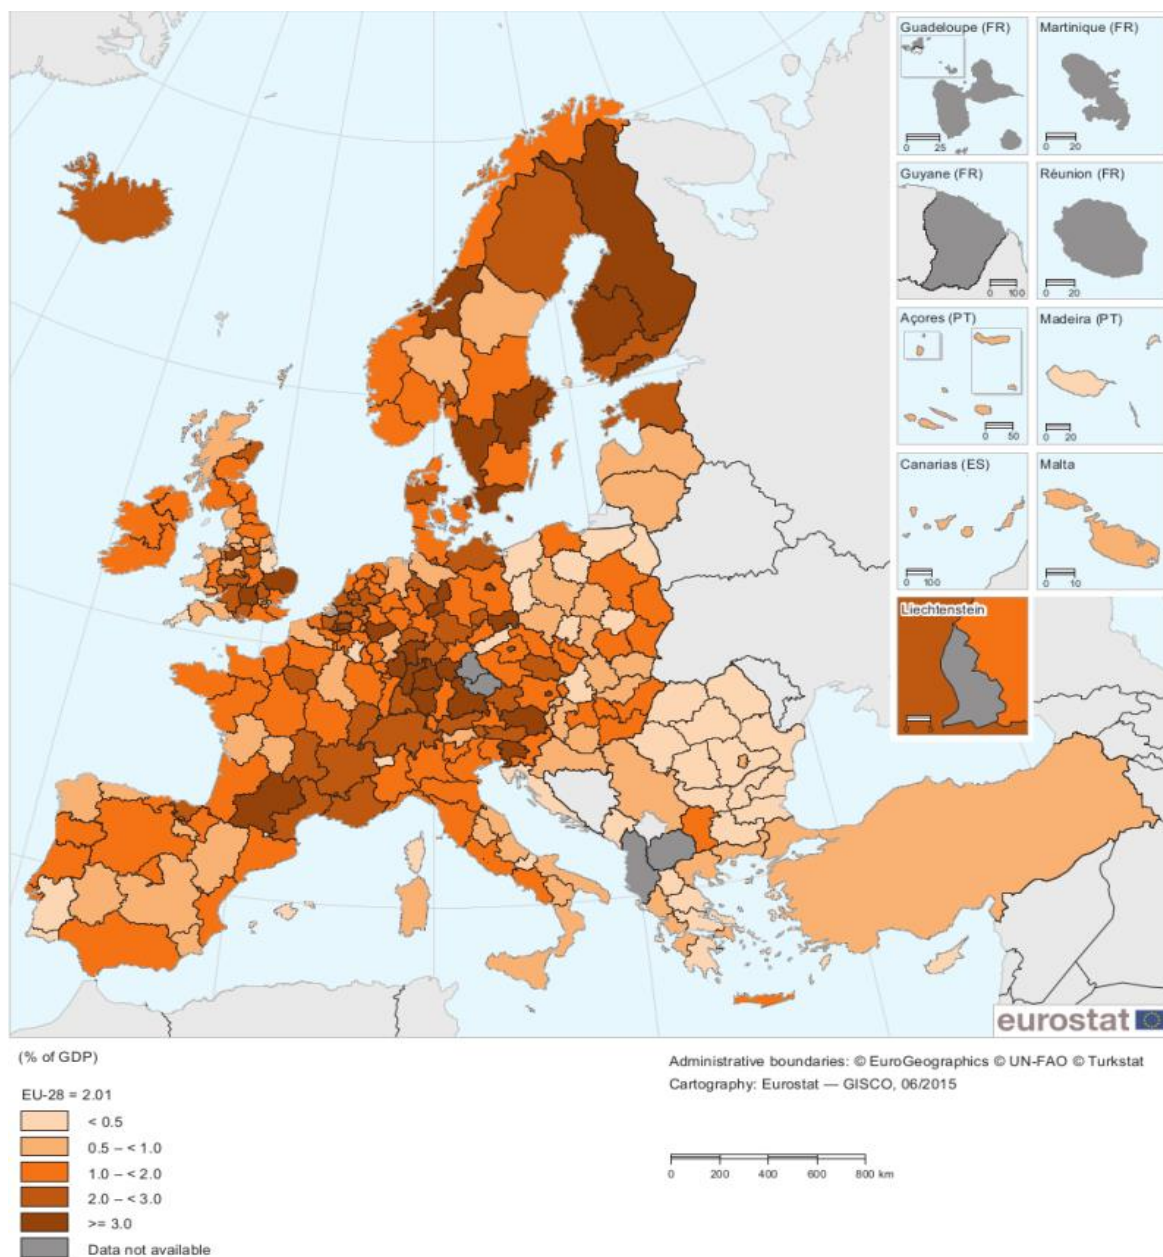 Guadeloupe (FR)
0 25
Martinique (FR)
0 20
Guyane (FR)
0 100
Réunion (FR)
0 20
Açores (PT)
0 50
Madeira (PT)
0 20
Canarias (ES)
0 100
Malta
0 10
Liechtenstein
eurostat
(% of GDP)
EU-28 = 2.01
< 0.5
0.5 – < 1.0
1.0 – < 2.0
2.0 – < 3.0
>= 3.0
Data not available
Administrative boundaries: © EuroGeographics © UN-FAO © Turkstat
Cartography: Eurostat — GISCO, 06/2015
0 200 400 600 800 km